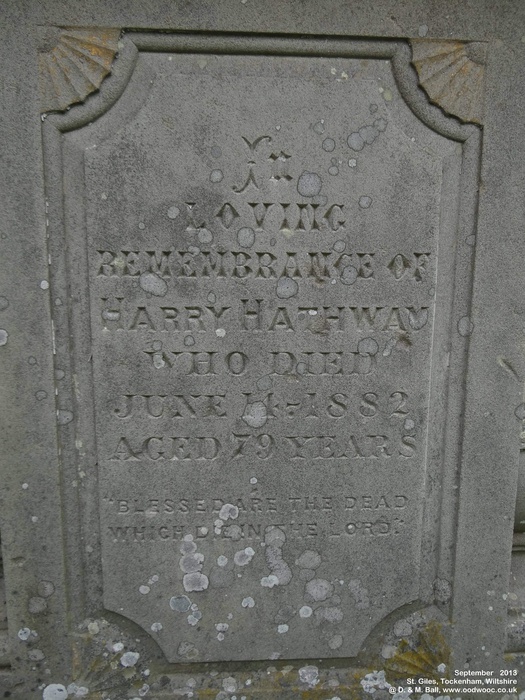 In
LOVING
REMEMBRANCE OF
HARRY HATHWAY
WHO DIED
JUNE 14-1882
AGED 79 YEARS
"BLESSED ARE THE DEAD
WHICH DIE IN THE LORD."
September 2013
St. Giles, Tockenham, Wiltshire
@ D. & M. Ball, www.oodwooc.co.uk